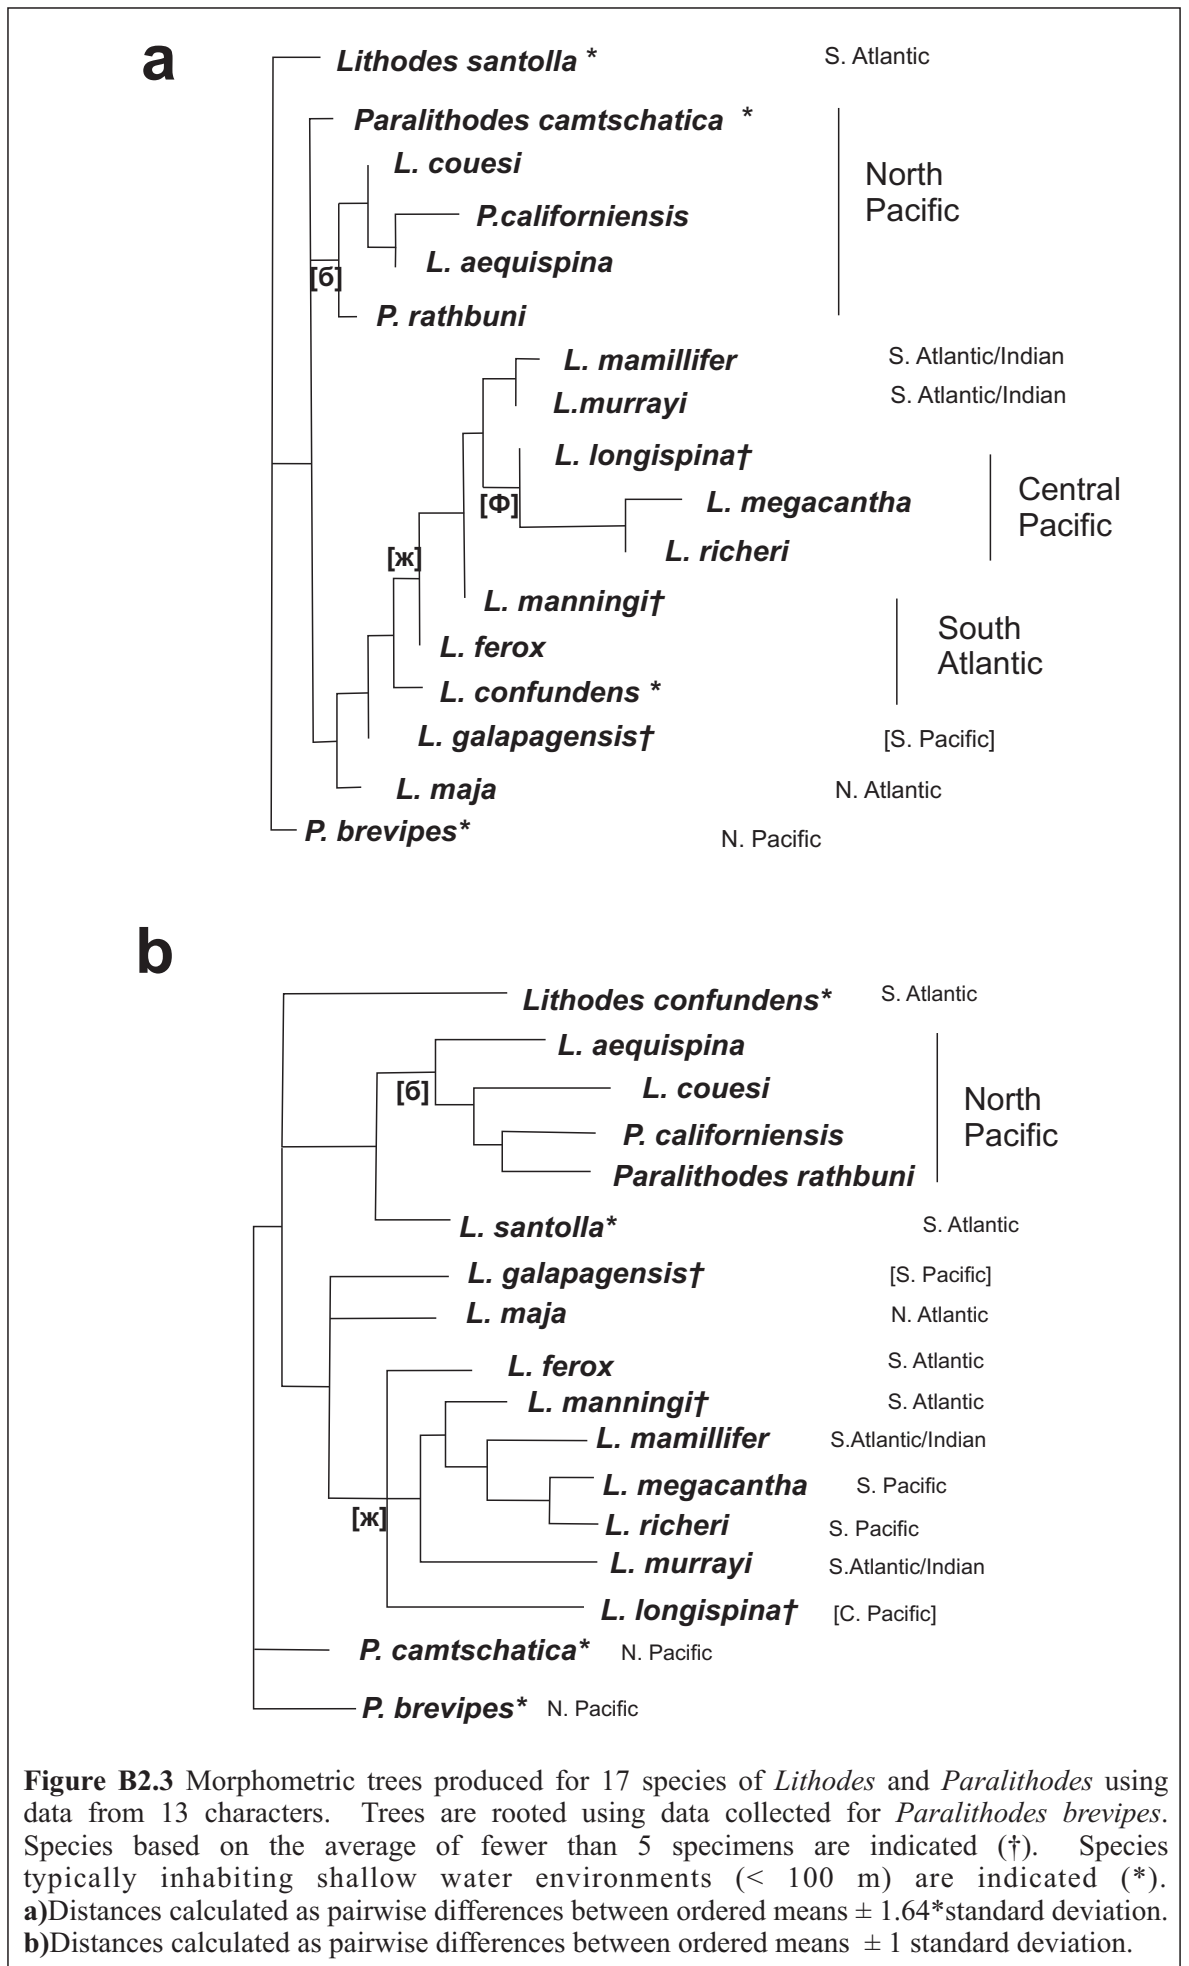 a
Lithodes santolla * S. Atlantic
Paralithodes camtschatica *
L. couesi
North
Pacific
P.californiensis
L. aequispina
[б]
P. rathbuni
L. mamillifer S. Atlantic/Indian
L.murrayi S. Atlantic/Indian
L. longispina†
[Ф]
L. megacantha
Central
Pacific
L. richeri
[ж]
L. manningi†
South
Atlantic
L. ferox
L. confundens *
L. galapagensis† [S. Pacific]
L. maja N. Atlantic
P. brevipes* N. Pacific
b
Lithodes confundens* S. Atlantic
L. aequispina
[б]
L. couesi
North
Pacific
P. californiensis
Paralithodes rathbuni
L. santolla* S. Atlantic
L. galapagensis† [S. Pacific]
L. maja N. Atlantic
L. ferox S. Atlantic
L. manningi† S. Atlantic
L. mamillifer S.Atlantic/Indian
L. megacantha S. Pacific
[ж]
L. richeri S. Pacific
L. murrayi S.Atlantic/Indian
L. longispina† [C. Pacific]
P. camtschatica* N. Pacific
P. brevipes* N. Pacific
Figure B2.3 Morphometric trees produced for 17 species of Lithodes and Paralithodes using
data from 13 characters. Trees are rooted using data collected for Paralithodes brevipes.
Species based on the average of fewer than 5 specimens are indicated (†). Species
typically inhabiting shallow water environments (< 100 m) are indicated (*).
a)Distances calculated as pairwise differences between ordered means ± 1.64*standard deviation.
b)Distances calculated as pairwise differences between ordered means ± 1 standard deviation.